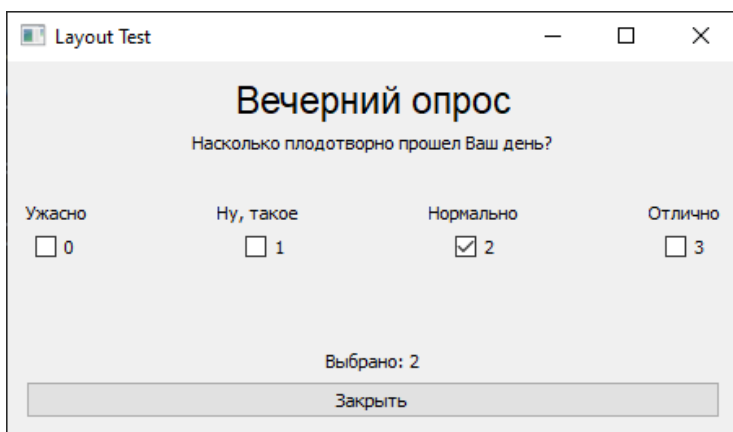 Layout Test
Вечерний опрос
Насколько плодотворно прошел Ваш день?
Ужасно Ну, такое Нормально Отлично
0 1 2 3
Выбрано: 2
Закрыть